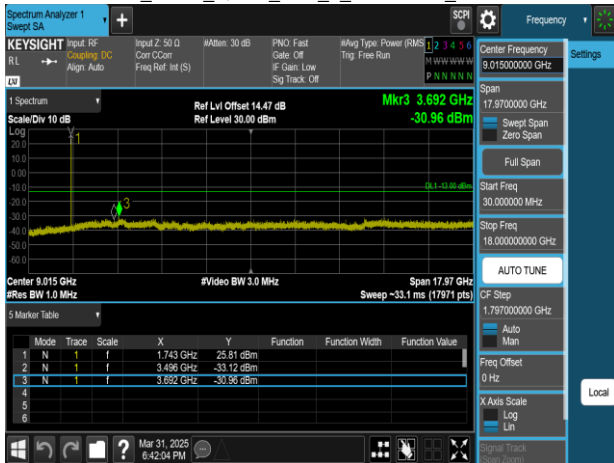 Spectrum Analyzer 1
Swept SA
+
SCPI
Frequency
KEYSIGHT Input: RF
RL
Coupling: DC
Align: Auto
LXI
Input Z: 50 Ω
Corr CCorr
Freq Ref: Int (S)
#Atten: 30 dB
PNO: Fast
Gate: Off
IF Gain: Low
Sig Track: Off
#Avg Type: Power (RMS
Trig: Free Run
1 2 3 4 5 6
M WW WW W
P N N N N N
Center Frequency
9.015000000 GHz
Settings
Span
17.9700000 GHz
Swept Span
Zero Span
Full Span
Start Freq
30.000000 MHz
Stop Freq
18.000000000 GHz
AUTO TUNE
CF Step
1.797000000 GHz
Auto
Man
Freq Offset
0 Hz
X Axis Scale
Log
Lin
Signal Track
(Span Zoom)
Local
1 Spectrum
Scale/Div 10 dB
Ref Lvl Offset 14.47 dB
Ref Level 30.00 dBm
Mkr3 3.692 GHz
-30.96 dBm
Log
20.0
10.0
0.00
-10.0
-20.0
-30.0
-40.0
-50.0
-60.0
1
3
DL1 -13.00 dBm
Center 9.015 GHz
#Res BW 1.0 MHz
#Video BW 3.0 MHz
Span 17.97 GHz
Sweep ~33.1 ms (17971 pts)
5 Marker Table
Mode Trace Scale X Y Function Function Width Function Value
1 N 1 f 1.743 GHz 25.81 dBm
2 N 1 f 3.496 GHz -33.12 dBm
3 N 1 f 3.692 GHz -30.96 dBm
4
5
6
?
Mar 31, 2025
6:42:04 PM